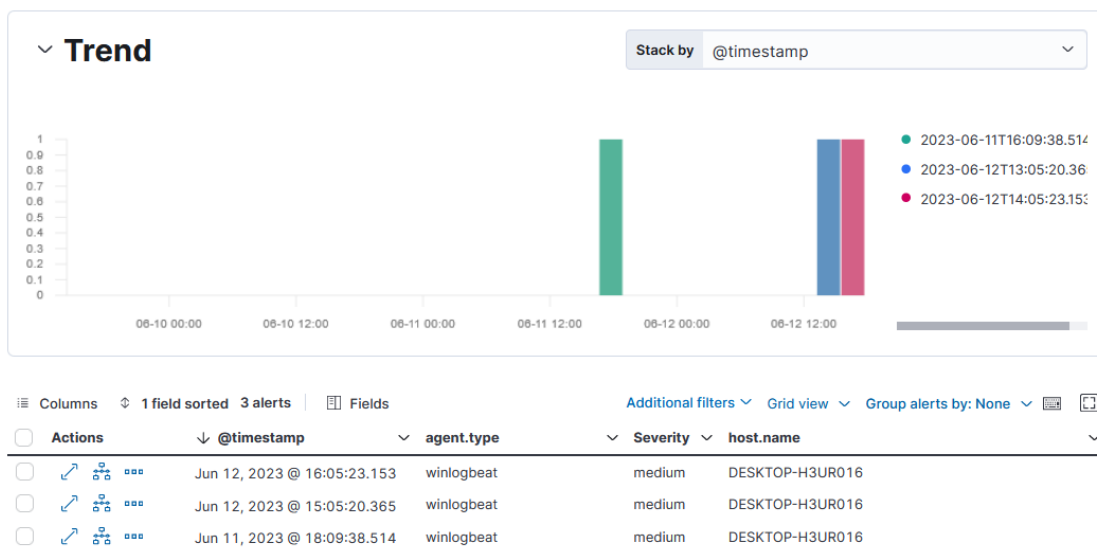 Trend
Stack by @timestamp
1
0.9
0.8
0.7
0.6
0.5
0.4
0.3
0.2
0.1
0
06-10 00:00 06-10 12:00 06-11 00:00 06-11 12:00 06-12 00:00 06-12 12:00
2023-06-11T16:09:38.514
2023-06-12T13:05:20.36
2023-06-12T14:05:23.153
Columns 1 field sorted 3 alerts Fields Additional filters Grid view Group alerts by: None
Actions @timestamp agent.type Severity host.name
Jun 12, 2023 @ 16:05:23.153 winlogbeat medium DESKTOP-H3UR016
Jun 12, 2023 @ 15:05:20.365 winlogbeat medium DESKTOP-H3UR016
Jun 11, 2023 @ 18:09:38.514 winlogbeat medium DESKTOP-H3UR016